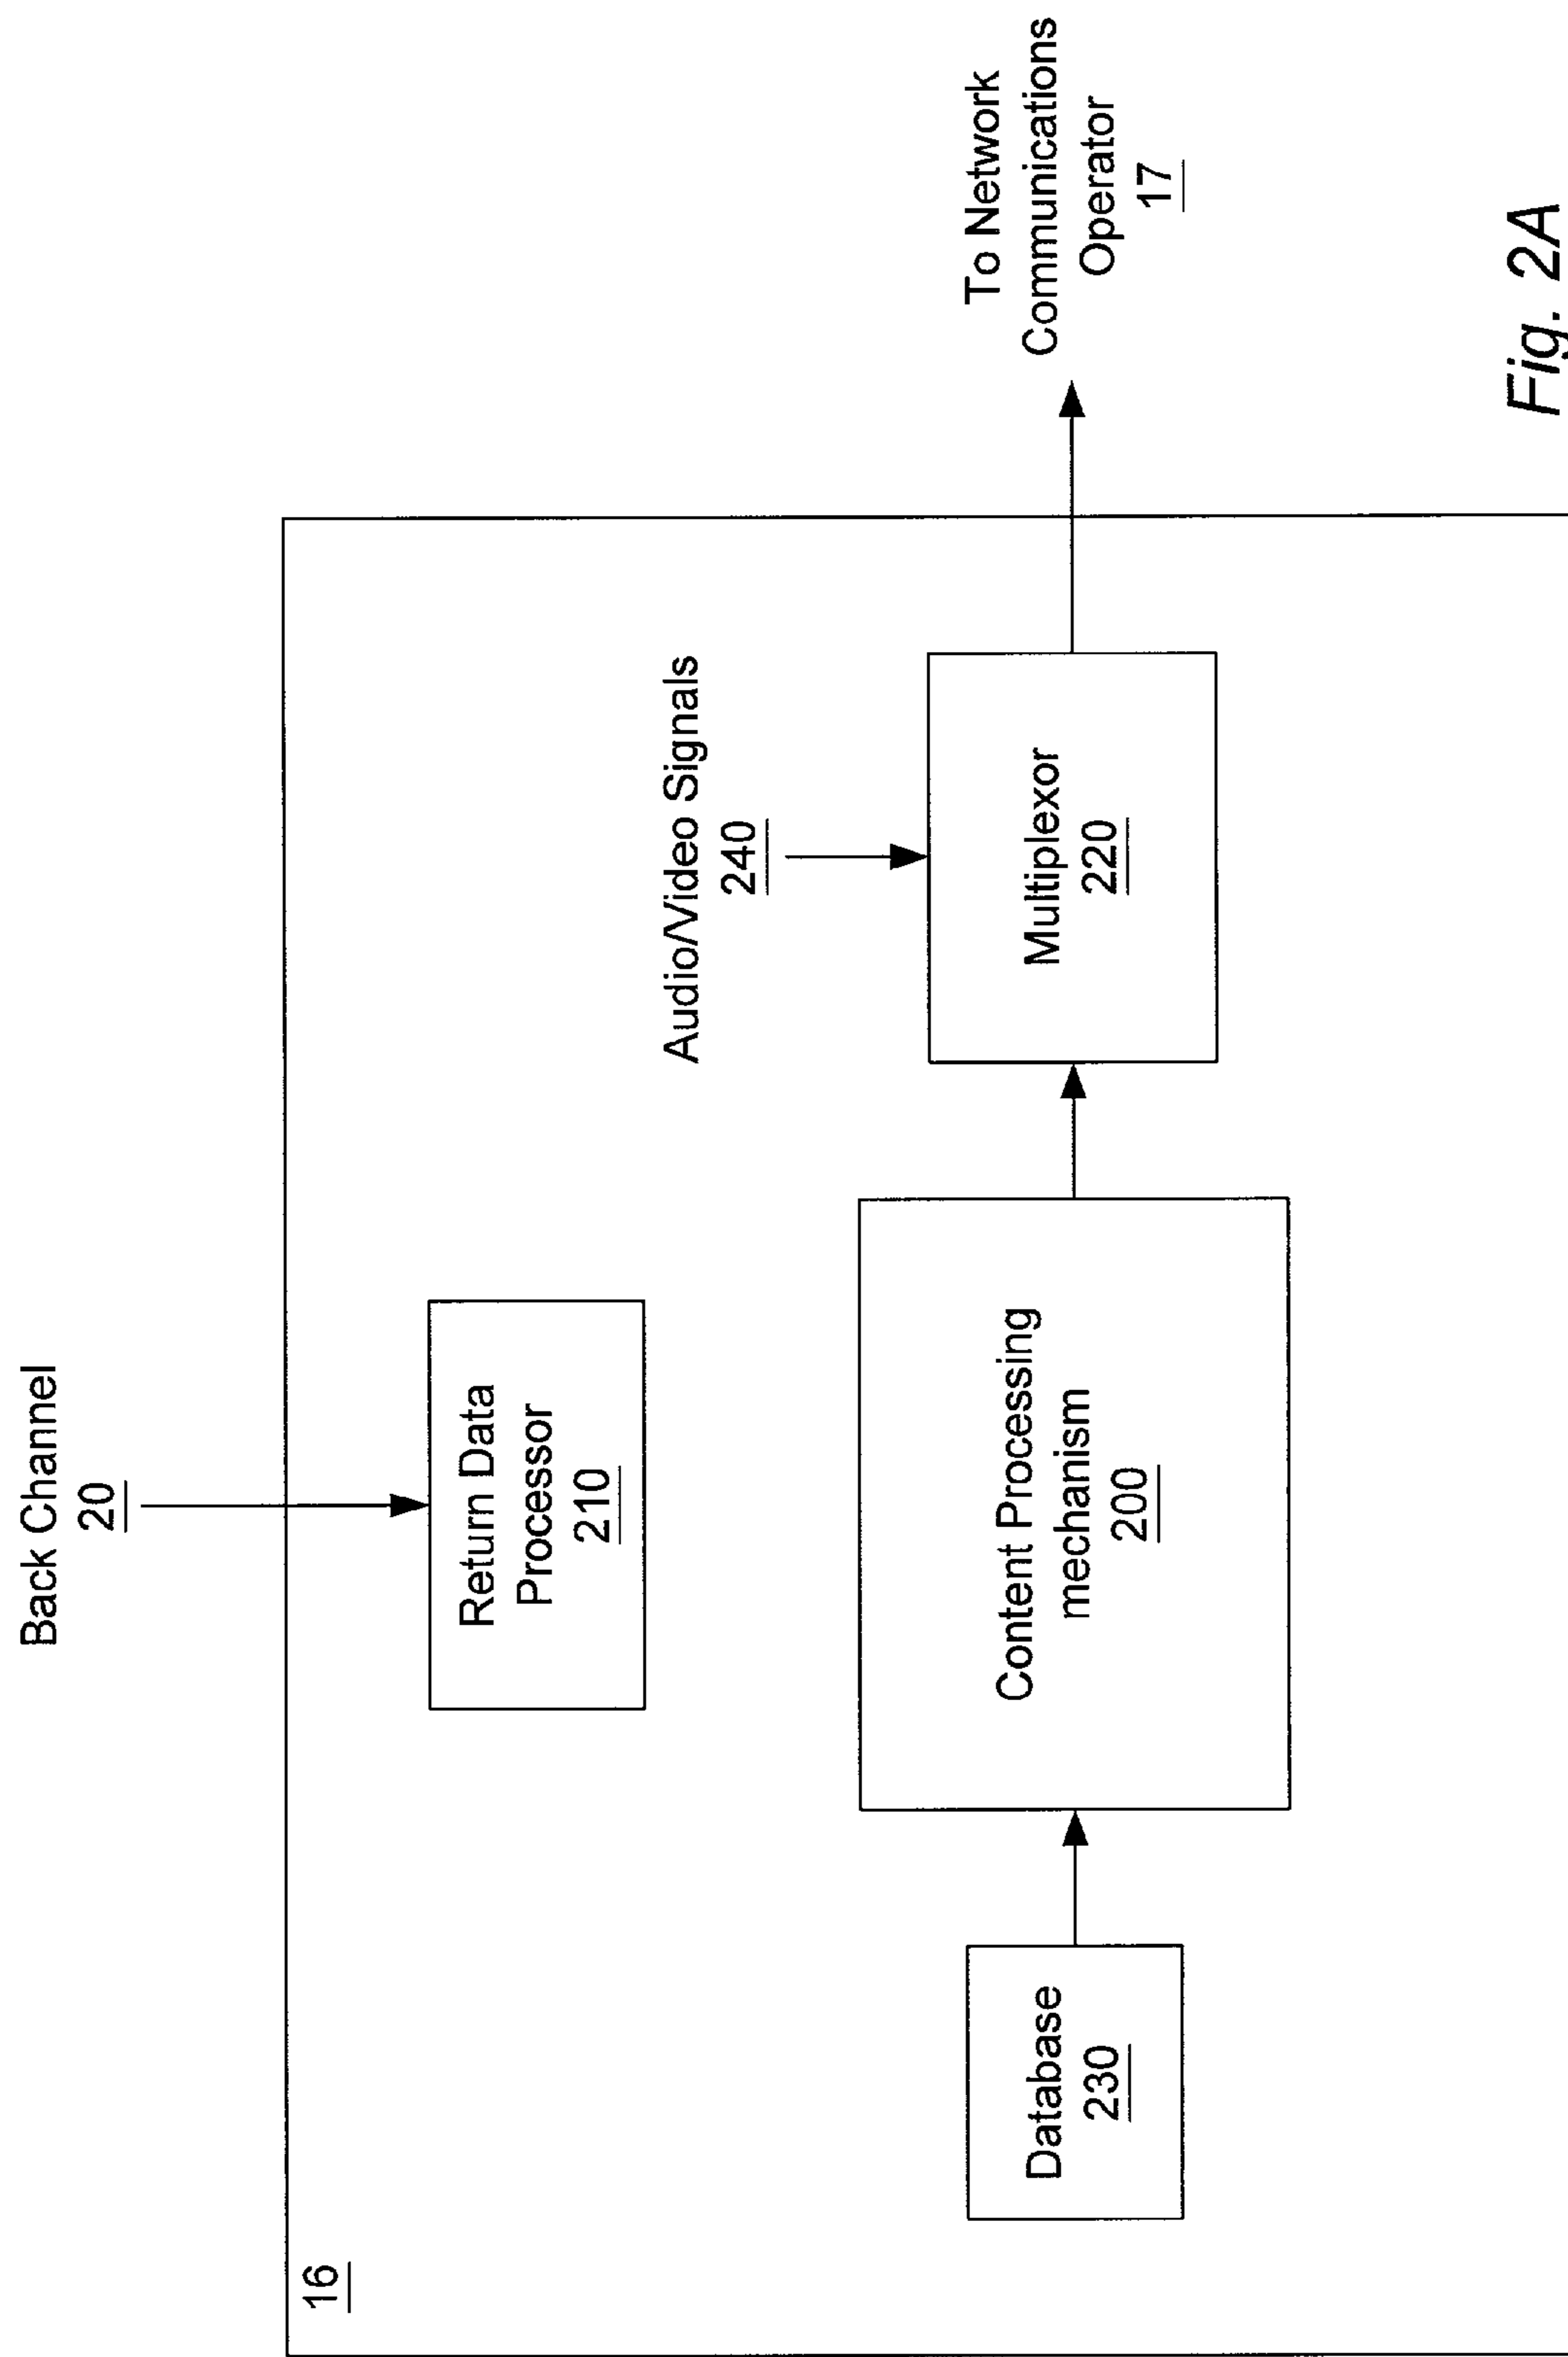 Back Channel
20
16
Return Data
Processor
210
Audio/Video Signals
240
Database
230
Content Processing
mechanism
200
Multiplexor
220
To Network
Communications
Operator
17
Fig. 2A